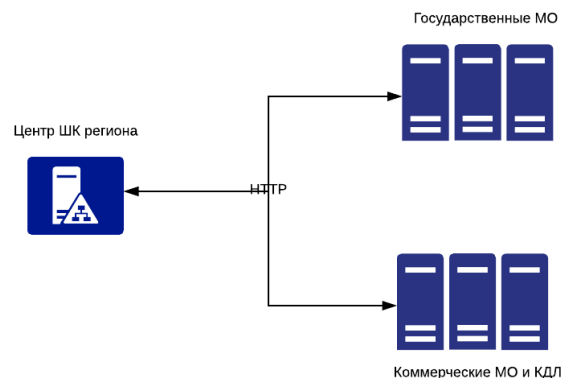 Государственные МО
Центр ШК региона
HTTP
Коммерческие МО и КДЛ